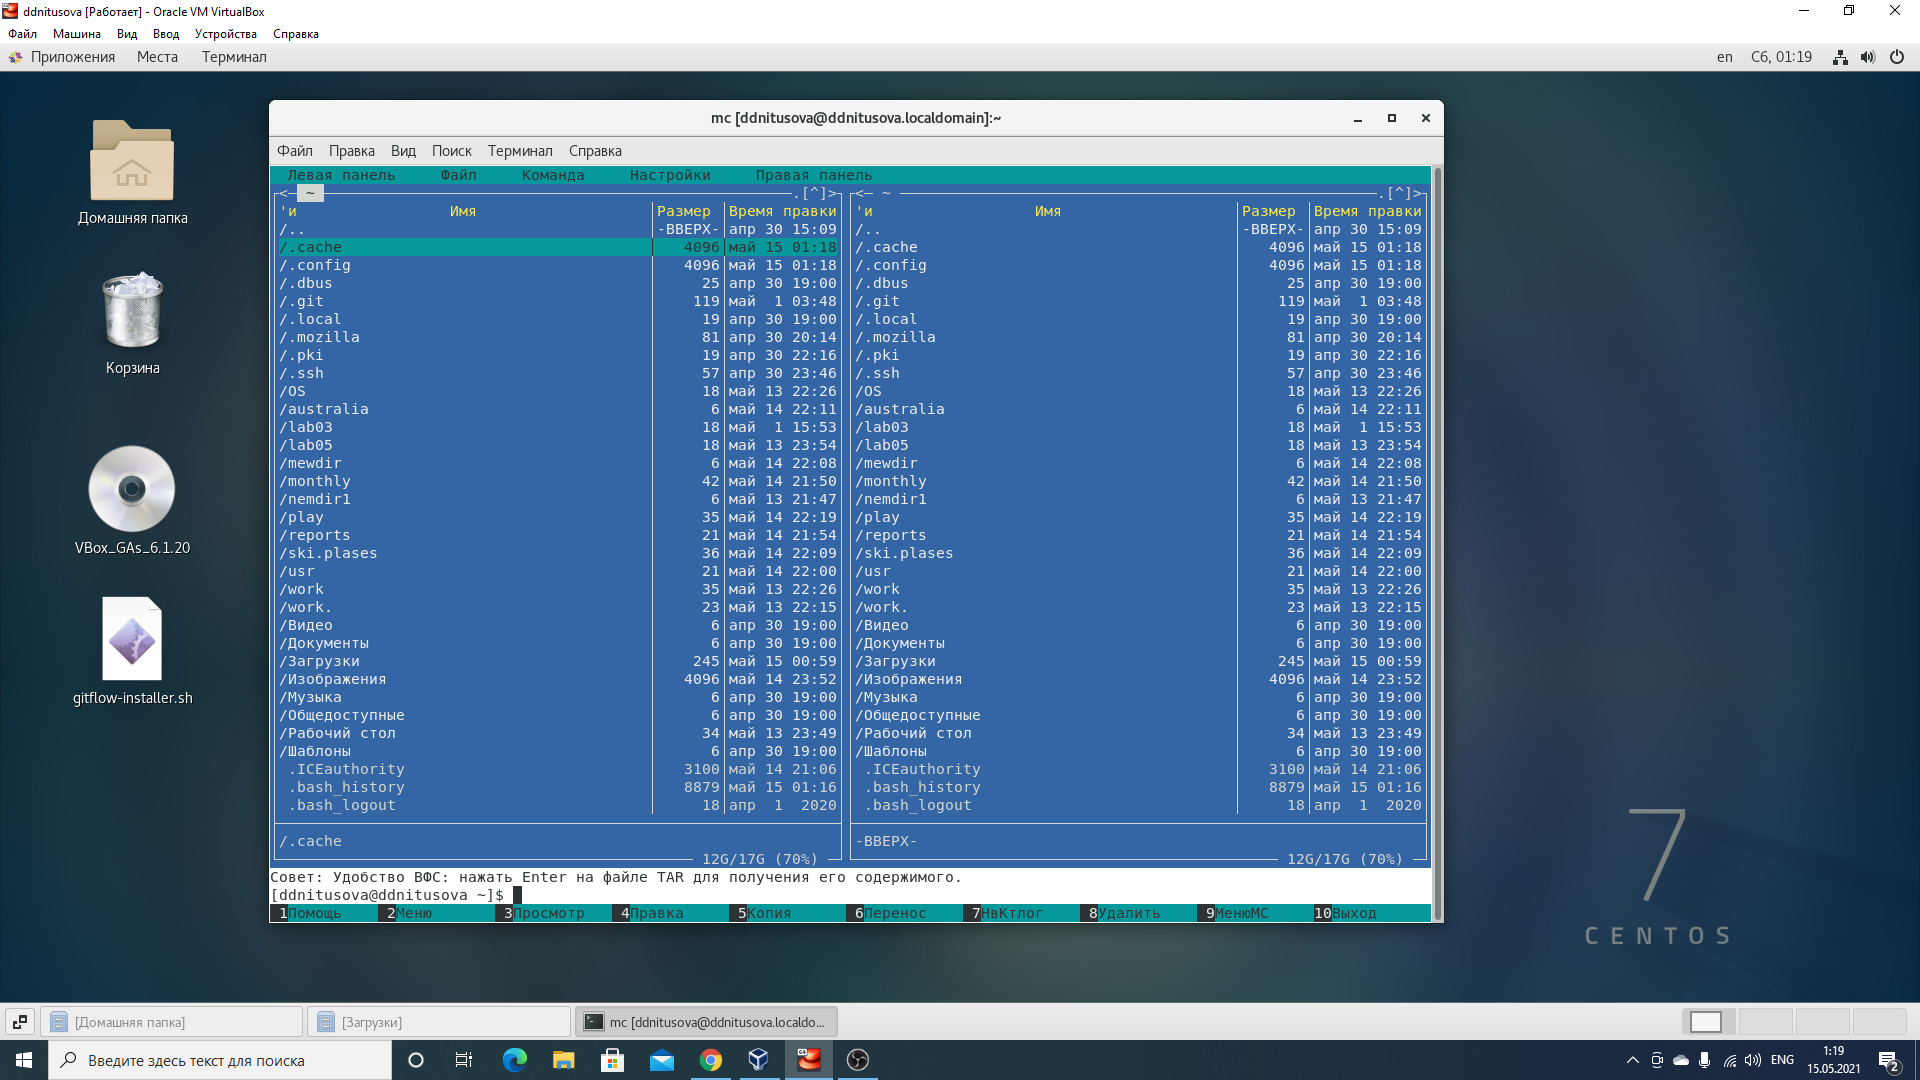 ddnitusova [Работает] - Oracle VM VirtualBox
Файл Машина Вид Ввод Устройства Справка
Приложения Места Терминал en Сб, 01:19
Домашняя папка
Корзина
VBox_GAs_6.1.20
gitflow-installer.sh
mc [ddnitusova@ddnitusova.localdomain]:~
Файл Правка Вид Поиск Терминал Справка
Левая панель Файл Команда Настройки Правая панель
<─ ~ .[^]> <─ ~ .[^]>
'и Имя Размер Время правки 'и Имя Размер Время правки
/.. -ВВЕРХ- апр 30 15:09 /.. -ВВЕРХ- апр 30 15:09
/.cache 4096 май 15 01:18 /.cache 4096 май 15 01:18
/.config 4096 май 15 01:18 /.config 4096 май 15 01:18
/.dbus 25 апр 30 19:00 /.dbus 25 апр 30 19:00
/.git 119 май 1 03:48 /.git 119 май 1 03:48
/.local 19 апр 30 19:00 /.local 19 апр 30 19:00
/.mozilla 81 апр 30 20:14 /.mozilla 81 апр 30 20:14
/.pki 19 апр 30 22:16 /.pki 19 апр 30 22:16
/.ssh 57 апр 30 23:46 /.ssh 57 апр 30 23:46
/OS 18 май 13 22:26 /OS 18 май 13 22:26
/australia 6 май 14 22:11 /australia 6 май 14 22:11
/lab03 18 май 1 15:53 /lab03 18 май 1 15:53
/lab05 18 май 13 23:54 /lab05 18 май 13 23:54
/mewdir 6 май 14 22:08 /mewdir 6 май 14 22:08
/monthly 42 май 14 21:50 /monthly 42 май 14 21:50
/nemdir1 6 май 13 21:47 /nemdir1 6 май 13 21:47
/play 35 май 14 22:19 /play 35 май 14 22:19
/reports 21 май 14 21:54 /reports 21 май 14 21:54
/ski.plases 36 май 14 22:09 /ski.plases 36 май 14 22:09
/usr 21 май 14 22:00 /usr 21 май 14 22:00
/work 35 май 13 22:26 /work 35 май 13 22:26
/work. 23 май 13 22:15 /work. 23 май 13 22:15
/Видео 6 апр 30 19:00 /Видео 6 апр 30 19:00
/Документы 6 апр 30 19:00 /Документы 6 апр 30 19:00
/Загрузки 245 май 15 00:59 /Загрузки 245 май 15 00:59
/Изображения 4096 май 14 23:52 /Изображения 4096 май 14 23:52
/Музыка 6 апр 30 19:00 /Музыка 6 апр 30 19:00
/Общедоступные 6 апр 30 19:00 /Общедоступные 6 апр 30 19:00
/Рабочий стол 34 май 13 23:49 /Рабочий стол 34 май 13 23:49
/Шаблоны 6 апр 30 19:00 /Шаблоны 6 апр 30 19:00
.ICEauthority 3100 май 14 21:06 .ICEauthority 3100 май 14 21:06
.bash_history 8879 май 15 01:16 .bash_history 8879 май 15 01:16
.bash_logout 18 апр 1 2020 .bash_logout 18 апр 1 2020
/.cache -ВВЕРХ-
12G/17G (70%) 12G/17G (70%)
Совет: Удобство ВФС: нажать Enter на файле TAR для получения его содержимого.
[ddnitusova@ddnitusova ~]$
1Помощь 2Меню 3Просмотр 4Правка 5Копия 6Перенос 7НвКтлог 8Удалить 9МенюMC 10Выход
7
CENTOS
[Домашняя папка] [Загрузки] mc [ddnitusova@ddnitusova.localdo...
Введите здесь текст для поиска 64 ENG 1:19
15.05.2021 2